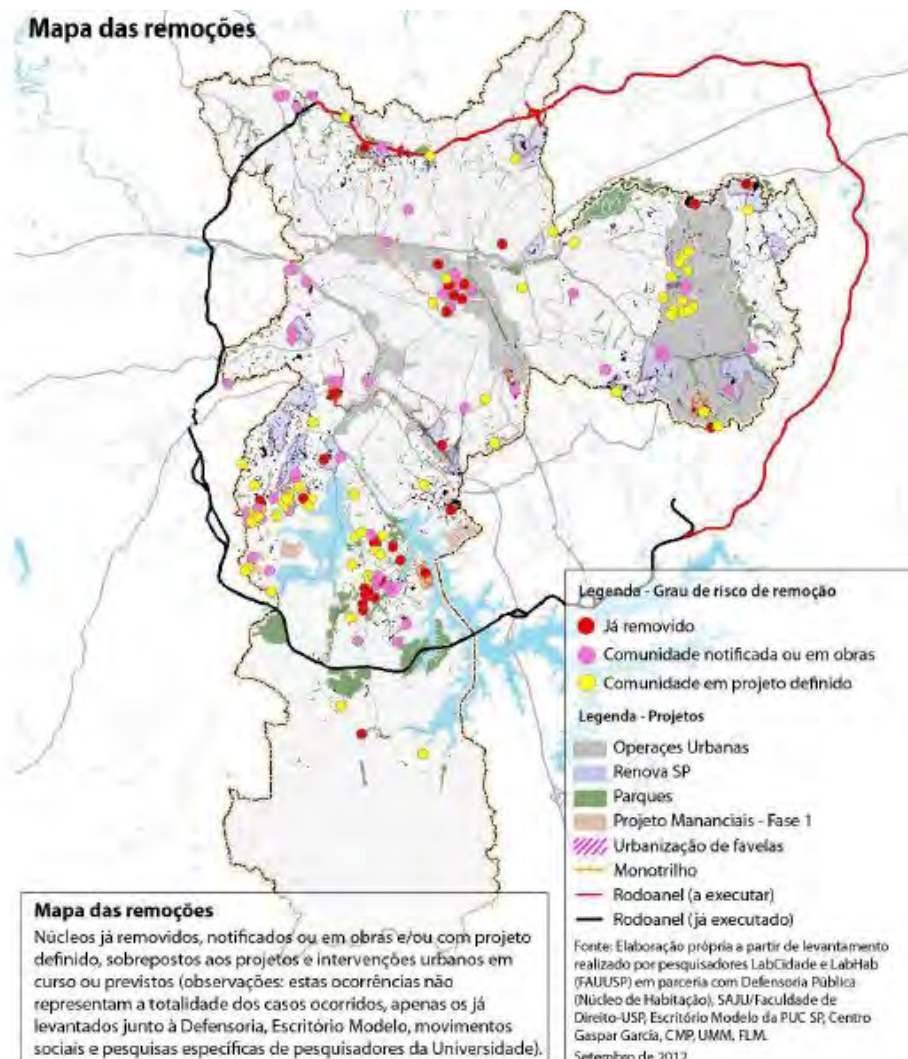 Mapa das remoções
Legenda - Grau de risco de remoção
Já removido
Comunidade notificada ou em obras
Comunidade em projeto definido
Legenda - Projetos
Operaçes Urbanas
Renova SP
Parques
Projeto Mananciais - Fase 1
Urbanização de favelas
Monotrilho
Rodoanel (a executar)
Rodoanel (já executado)
Fonte: Elaboração própria a partir de levantamento
realizado por pesquisadores LabCidade e LabHab
(FAUUSP) em parceria com Defensoria Pública
(Núcleo de Habitação), SAJU/Faculdade de
Direito-USP, Escritório Modelo da PUC SP, Centro
Gaspar Garcia, CMP, UMM, FLM.
Setembro de 2012
Mapa das remoções
Núcleos já removidos, notificados ou em obras e/ou com projeto
definido, sobrepostos aos projetos e intervenções urbanos em
curso ou previstos (observações: estas ocorrências não
representam a totalidade dos casos ocorridos, apenas os já
levantados junto à Defensoria, Escritório Modelo, movimentos
sociais e pesquisas específicas de pesquisadores da Universidade).